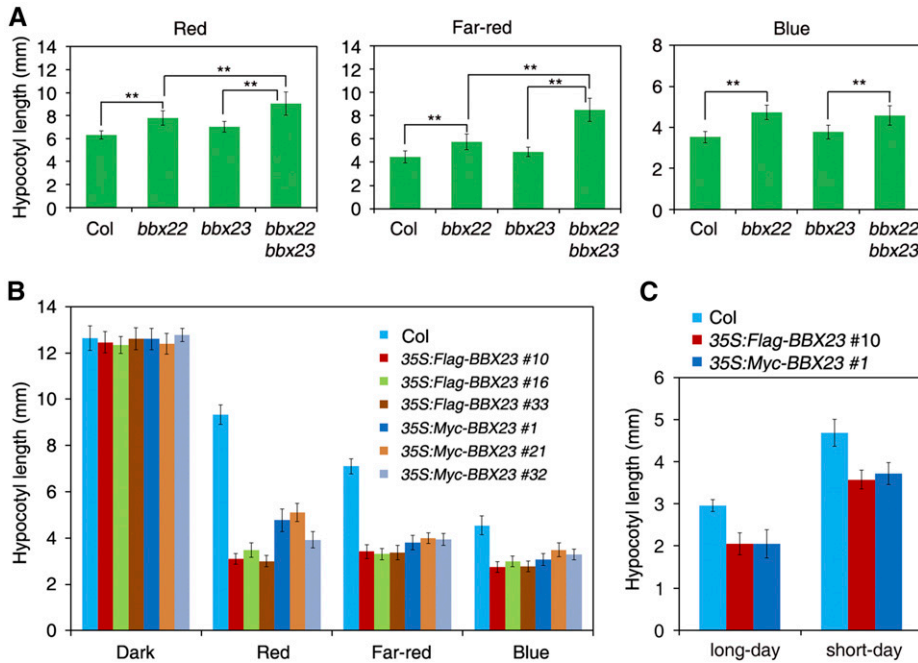 A
Red
Far-red
Blue
Hypocotyl length (mm)
14
12
10
8
6
4
2
0
** ** **
Col bbx22 bbx23 bbx22
bbx23
14
12
10
8
6
4
2
0
** ** **
Col bbx22 bbx23 bbx22
bbx23
8
6
4
2
0
** **
Col bbx22 bbx23 bbx22
bbx23
B
Hypocotyl length (mm)
14
12
10
8
6
4
2
0
Col
35S:Flag-BBX23 #10
35S:Flag-BBX23 #16
35S:Flag-BBX23 #33
35S:Myc-BBX23 #1
35S:Myc-BBX23 #21
35S:Myc-BBX23 #32
Dark Red Far-red Blue
C
Col
35S:Flag-BBX23 #10
35S:Myc-BBX23 #1
Hypocotyl length (mm)
6
5
4
3
2
1
0
long-day short-day